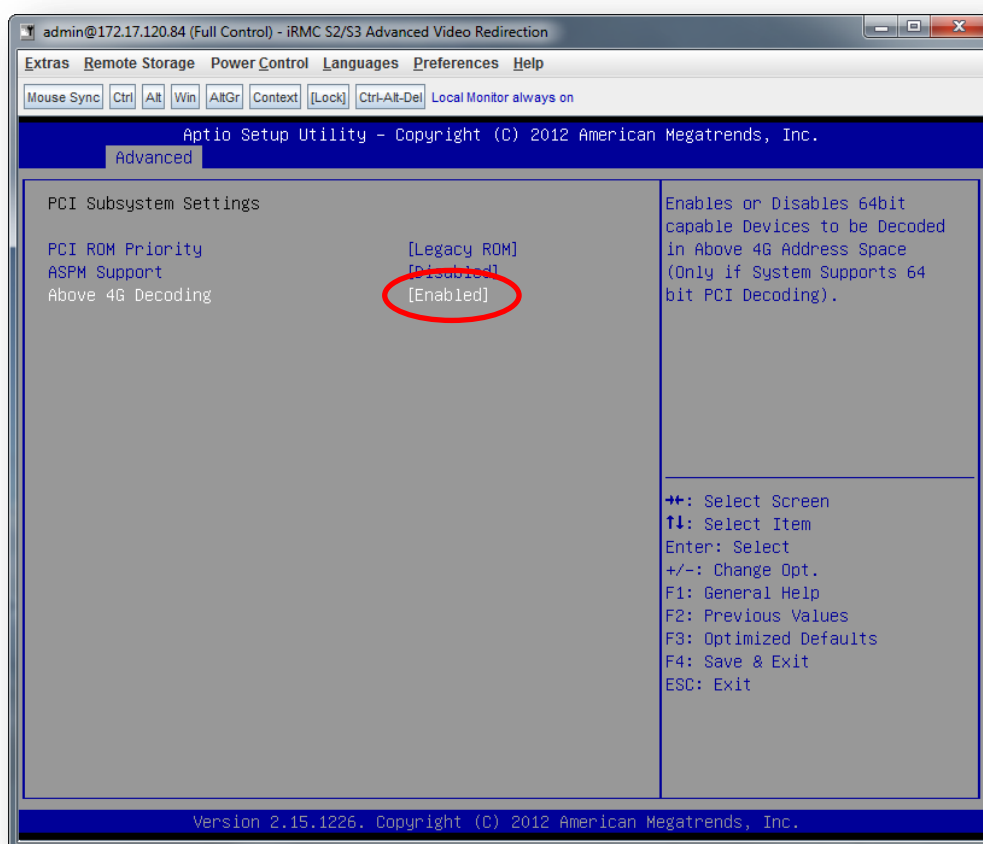 admin@172.17.120.84 (Full Control) - iRMC S2/S3 Advanced Video Redirection
Extras Remote Storage Power Control Languages Preferences Help
Mouse Sync Ctrl Alt Win AltGr Context [Lock] Ctrl-Alt-Del Local Monitor always on
Aptio Setup Utility – Copyright (C) 2012 American Megatrends, Inc.
Advanced
PCI Subsystem Settings
PCI ROM Priority [Legacy ROM]
ASPM Support [Disabled]
Above 4G Decoding [Enabled]
Enables or Disables 64bit
capable Devices to be Decoded
in Above 4G Address Space
(Only if System Supports 64
bit PCI Decoding).
→←: Select Screen
↑↓: Select Item
Enter: Select
+/-: Change Opt.
F1: General Help
F2: Previous Values
F3: Optimized Defaults
F4: Save & Exit
ESC: Exit
Version 2.15.1226. Copyright (C) 2012 American Megatrends, Inc.